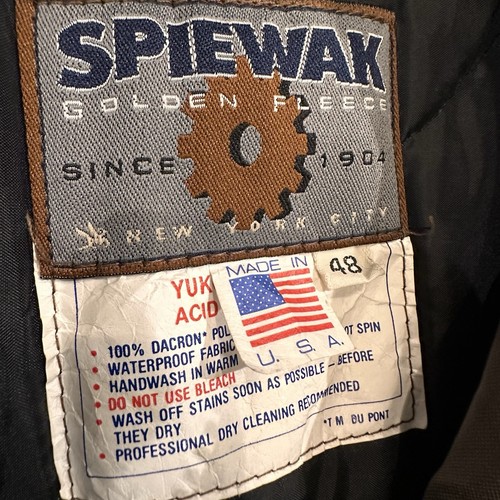 SPIEWAK
GOLDEN FLEECE
SINCE 1904
NEW YORK CITY
MADE IN
U. S. A.
48
YUK
ACID
100% DACRON* POL
OT SPIN
WATERPROOF FABRIC
HANDWASH IN WARM
DO NOT USE BLEACH
WASH OFF STAINS SOON AS POSSIBLE – BEFORE
THEY DRY
PROFESSIONAL DRY CLEANING RECOMMENDED
*T M BU PONT